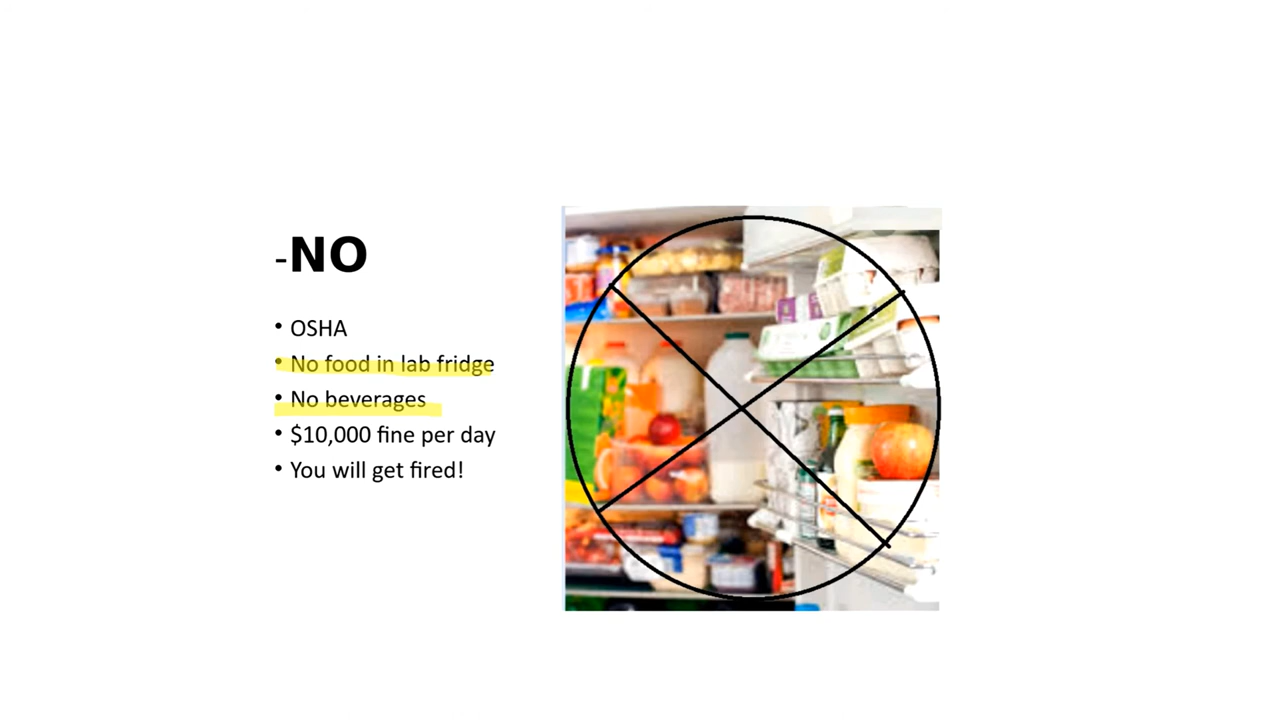 -NO
• OSHA
• No food in lab fridge
• No beverages
• $10,000 fine per day
• You will get fired!